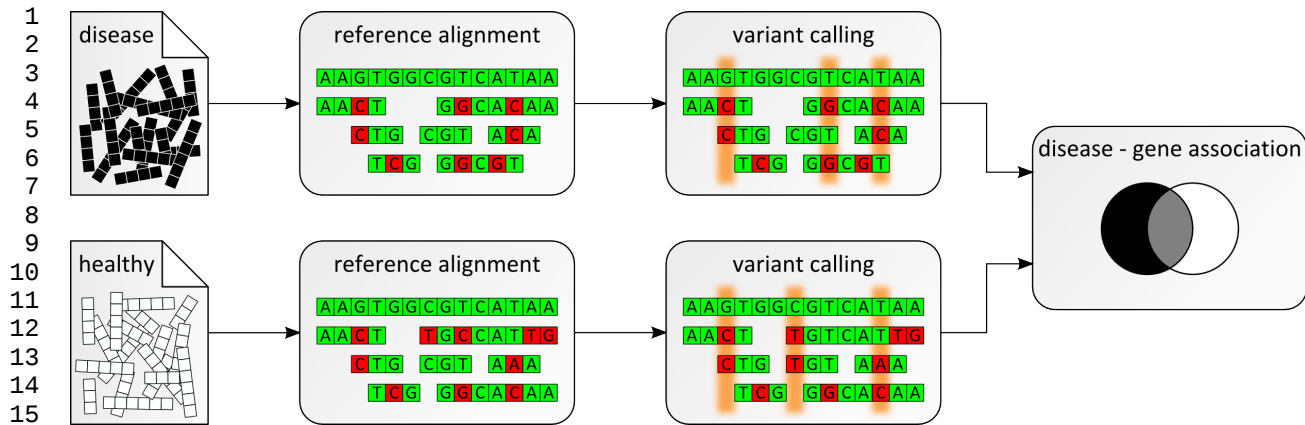 1
2
3
4
5
6
7
8
9
10
11
12
13
14
15
disease
reference alignment
AAGTGGCGTCATAA
AACT GGCACAA
CTG CGT ACA
TCG GGCGT
variant calling
AAGTGGCGTCATAA
AACT GGCACAA
CTG CGT ACA
TCG GGCGT
disease - gene association
healthy
reference alignment
AAGTGGCGTCATAA
AACT TGCCATTG
CTG CGT AAA
TCG GGCACAA
variant calling
AAGTGGCGTCATAA
AACT TGTCATTG
CTG TGT AAA
TCG GGCACAA